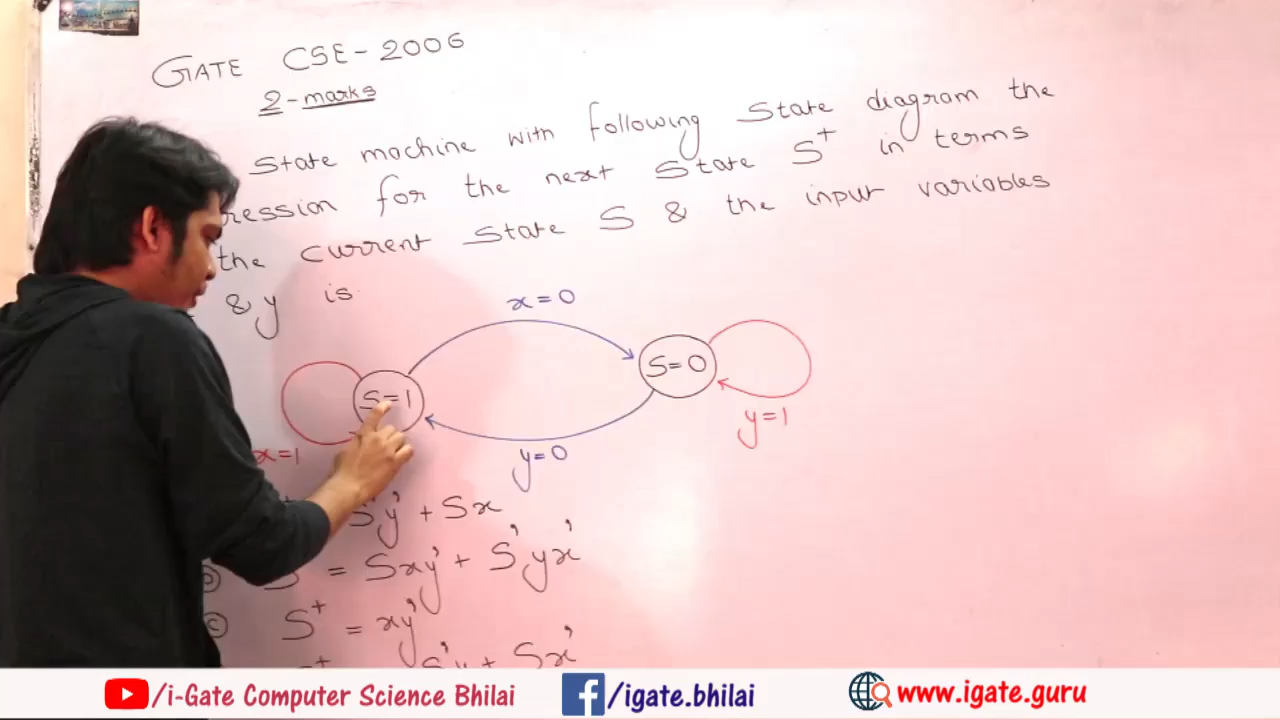 GATE CSE-2006
2-marks
State machine with following State diagram the
ression for the next State S⁺ in terms
the current State S & the input variables
& y is
x=0
S=1
S=0
x=1
y=0
y=1
S'y' + Sx
Ⓑ S⁺ = Sxy' + S'yx'
Ⓒ S⁺ = xy'
S'y + Sx'
/i-Gate Computer Science Bhilai
/igate.bhilai
www.igate.guru